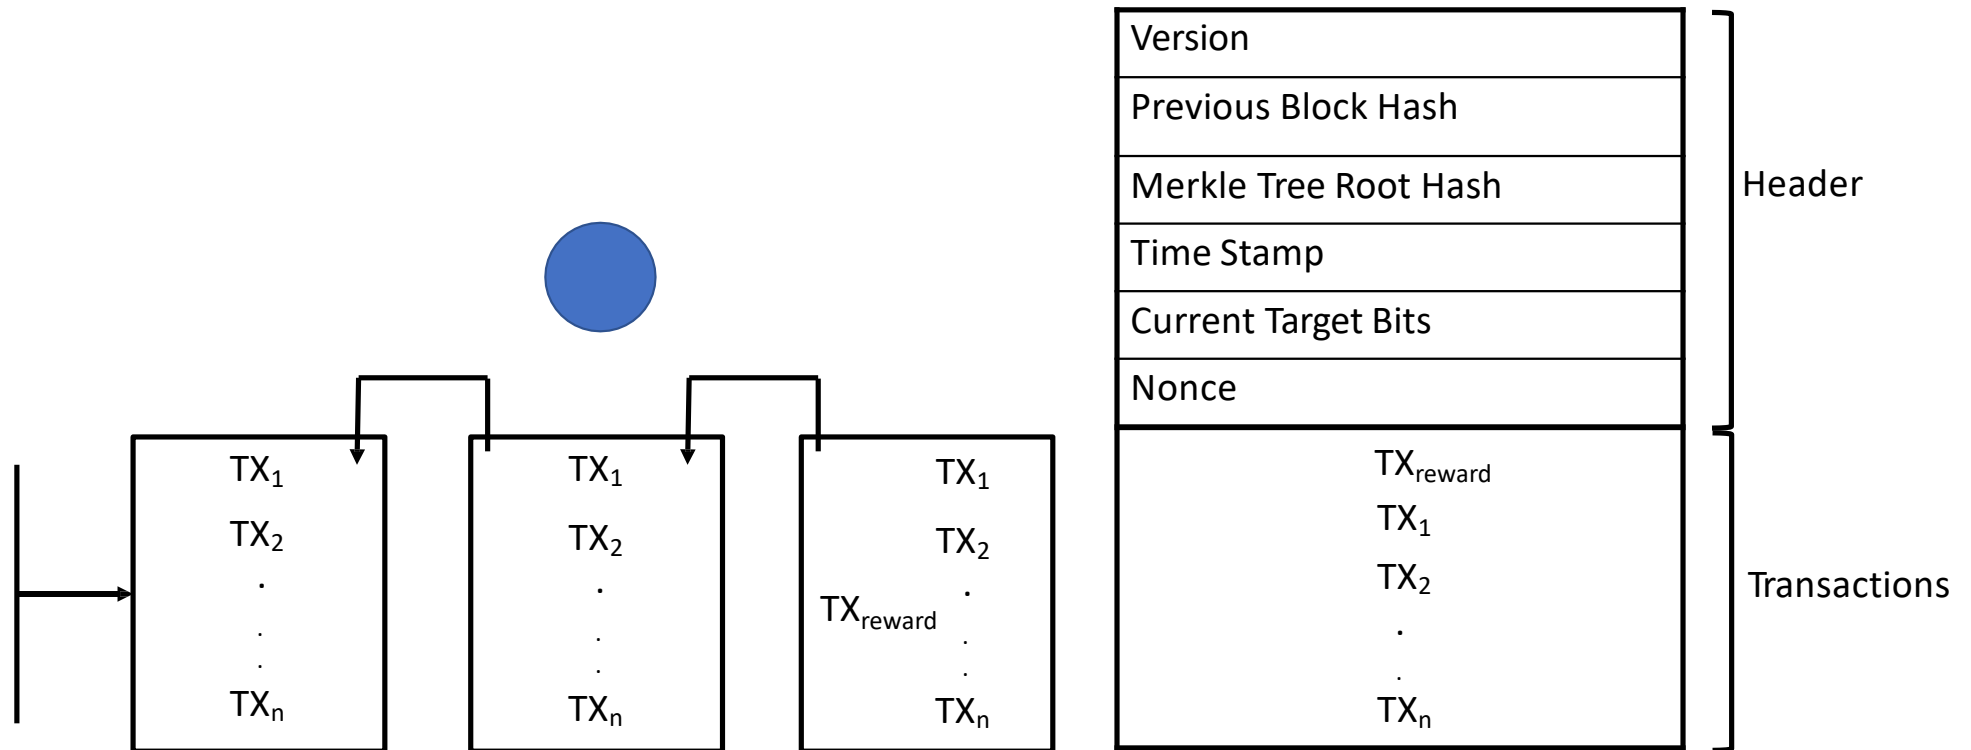 TX₁
TX₂
.
.
.
TXₙ
TX₁
TX₂
.
.
.
TXₙ
TX₁
TX₂
.
TXreward
.
.
TXₙ
Version
Previous Block Hash
Merkle Tree Root Hash
Time Stamp
Current Target Bits
Nonce
Header
TXreward
TX₁
TX₂
.
.
TXₙ
Transactions